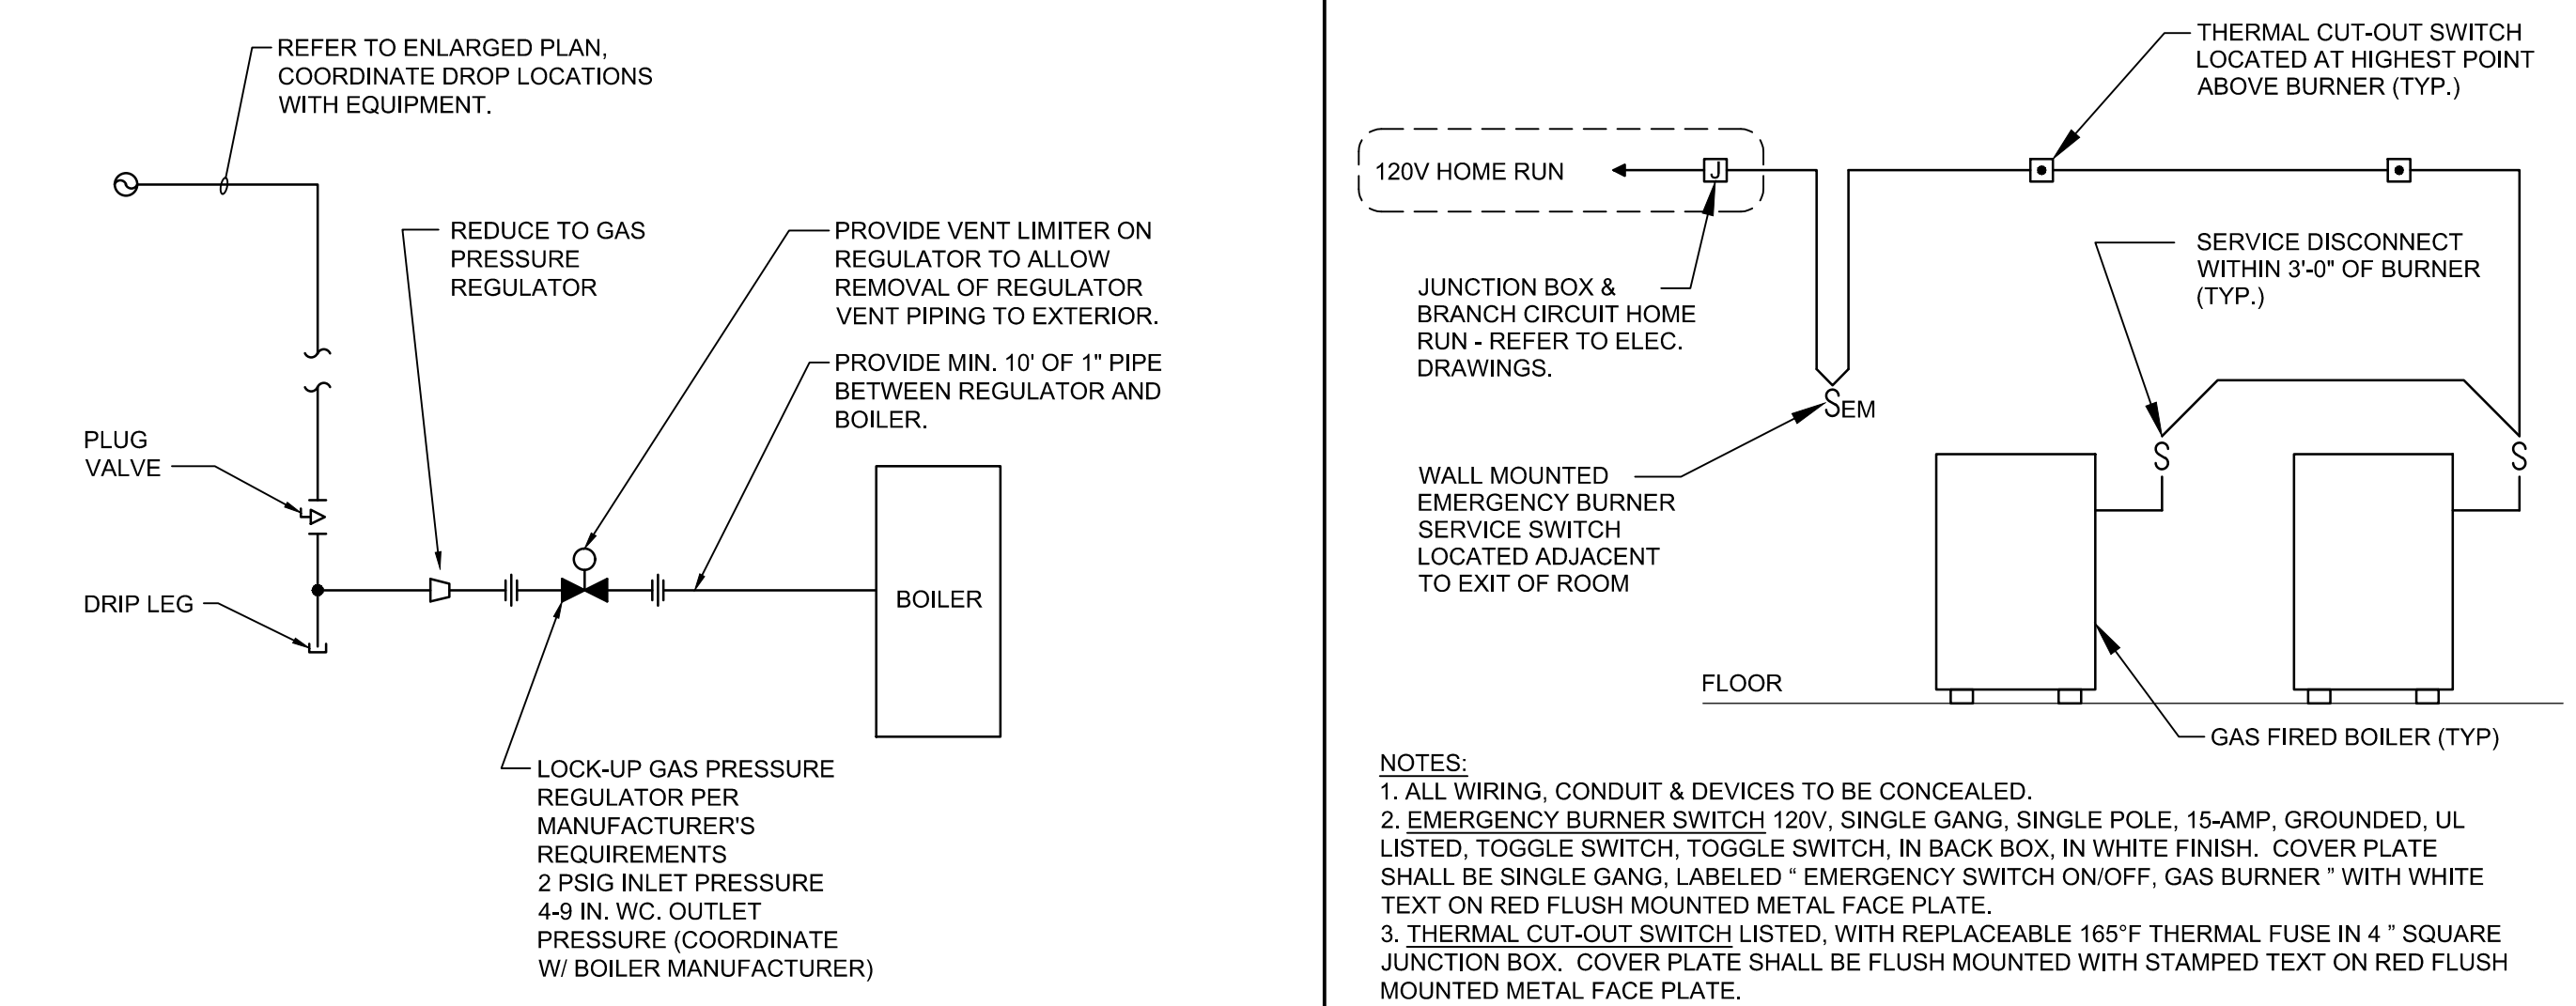 REFER TO ENLARGED PLAN,
COORDINATE DROP LOCATIONS
WITH EQUIPMENT.
REDUCE TO GAS
PRESSURE
REGULATOR
PROVIDE VENT LIMITER ON
REGULATOR TO ALLOW
REMOVAL OF REGULATOR
VENT PIPING TO EXTERIOR.
PROVIDE MIN. 10' OF 1" PIPE
BETWEEN REGULATOR AND
BOILER.
PLUG
VALVE
DRIP LEG
BOILER
LOCK-UP GAS PRESSURE
REGULATOR PER
MANUFACTURER'S
REQUIREMENTS
2 PSIG INLET PRESSURE
4-9 IN. WC. OUTLET
PRESSURE (COORDINATE
W/ BOILER MANUFACTURER)
THERMAL CUT-OUT SWITCH
LOCATED AT HIGHEST POINT
ABOVE BURNER (TYP.)
120V HOME RUN
J
JUNCTION BOX &
BRANCH CIRCUIT HOME
RUN - REFER TO ELEC.
DRAWINGS.
SERVICE DISCONNECT
WITHIN 3'-0" OF BURNER
(TYP.)
SEM
S
S
WALL MOUNTED
EMERGENCY BURNER
SERVICE SWITCH
LOCATED ADJACENT
TO EXIT OF ROOM
FLOOR
GAS FIRED BOILER (TYP)
NOTES:
1. ALL WIRING, CONDUIT & DEVICES TO BE CONCEALED.
2. EMERGENCY BURNER SWITCH 120V, SINGLE GANG, SINGLE POLE, 15-AMP, GROUNDED, UL
LISTED, TOGGLE SWITCH, TOGGLE SWITCH, IN BACK BOX, IN WHITE FINISH. COVER PLATE
SHALL BE SINGLE GANG, LABELED “ EMERGENCY SWITCH ON/OFF, GAS BURNER ” WITH WHITE
TEXT ON RED FLUSH MOUNTED METAL FACE PLATE.
3. THERMAL CUT-OUT SWITCH LISTED, WITH REPLACEABLE 165°F THERMAL FUSE IN 4 ” SQUARE
JUNCTION BOX. COVER PLATE SHALL BE FLUSH MOUNTED WITH STAMPED TEXT ON RED FLUSH
MOUNTED METAL FACE PLATE.